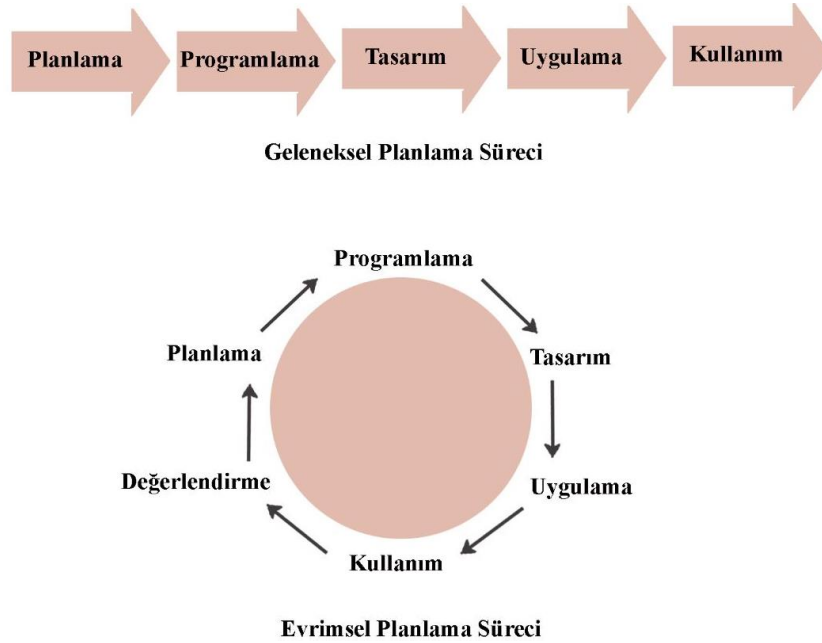 Planlama
Programlama
Tasarım
Uygulama
Kullanım
Geleneksel Planlama Süreci
Programlama
Planlama
Tasarım
Değerlendirme
Uygulama
Kullanım
Evrimsel Planlama Süreci